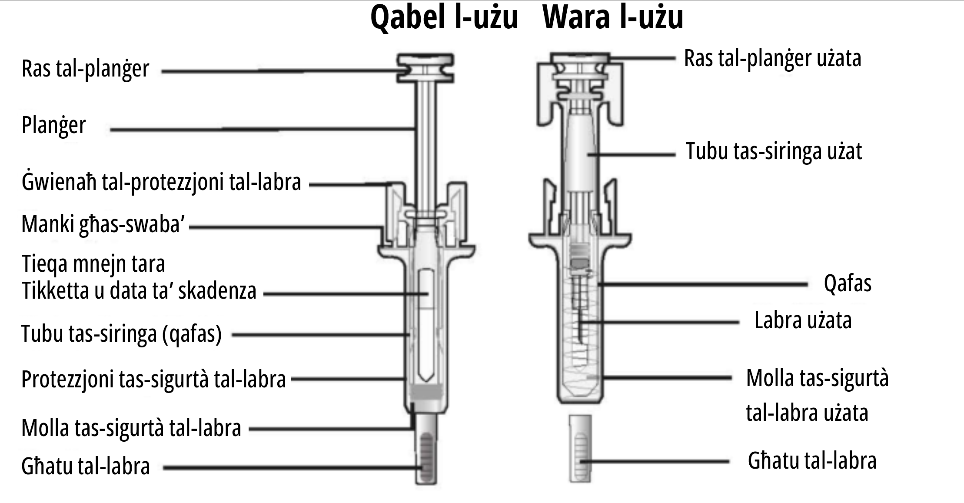 Qabel l-użu
Wara l-użu
Ras tal-planġer
Planġer
Ġwienaħ tal-protezzjoni tal-labra
Manki għas-swaba’
Tieqa mnejn tara
Tikketta u data ta’ skadenza
Tubu tas-siringa (qafas)
Protezzjoni tas-sigurtà tal-labra
Molla tas-sigurtà tal-labra
Għatu tal-labra
Ras tal-planġer użata
Tubu tas-siringa użat
Qafas
Labra użata
Molla tas-sigurtà
tal-labra użata
Għatu tal-labra